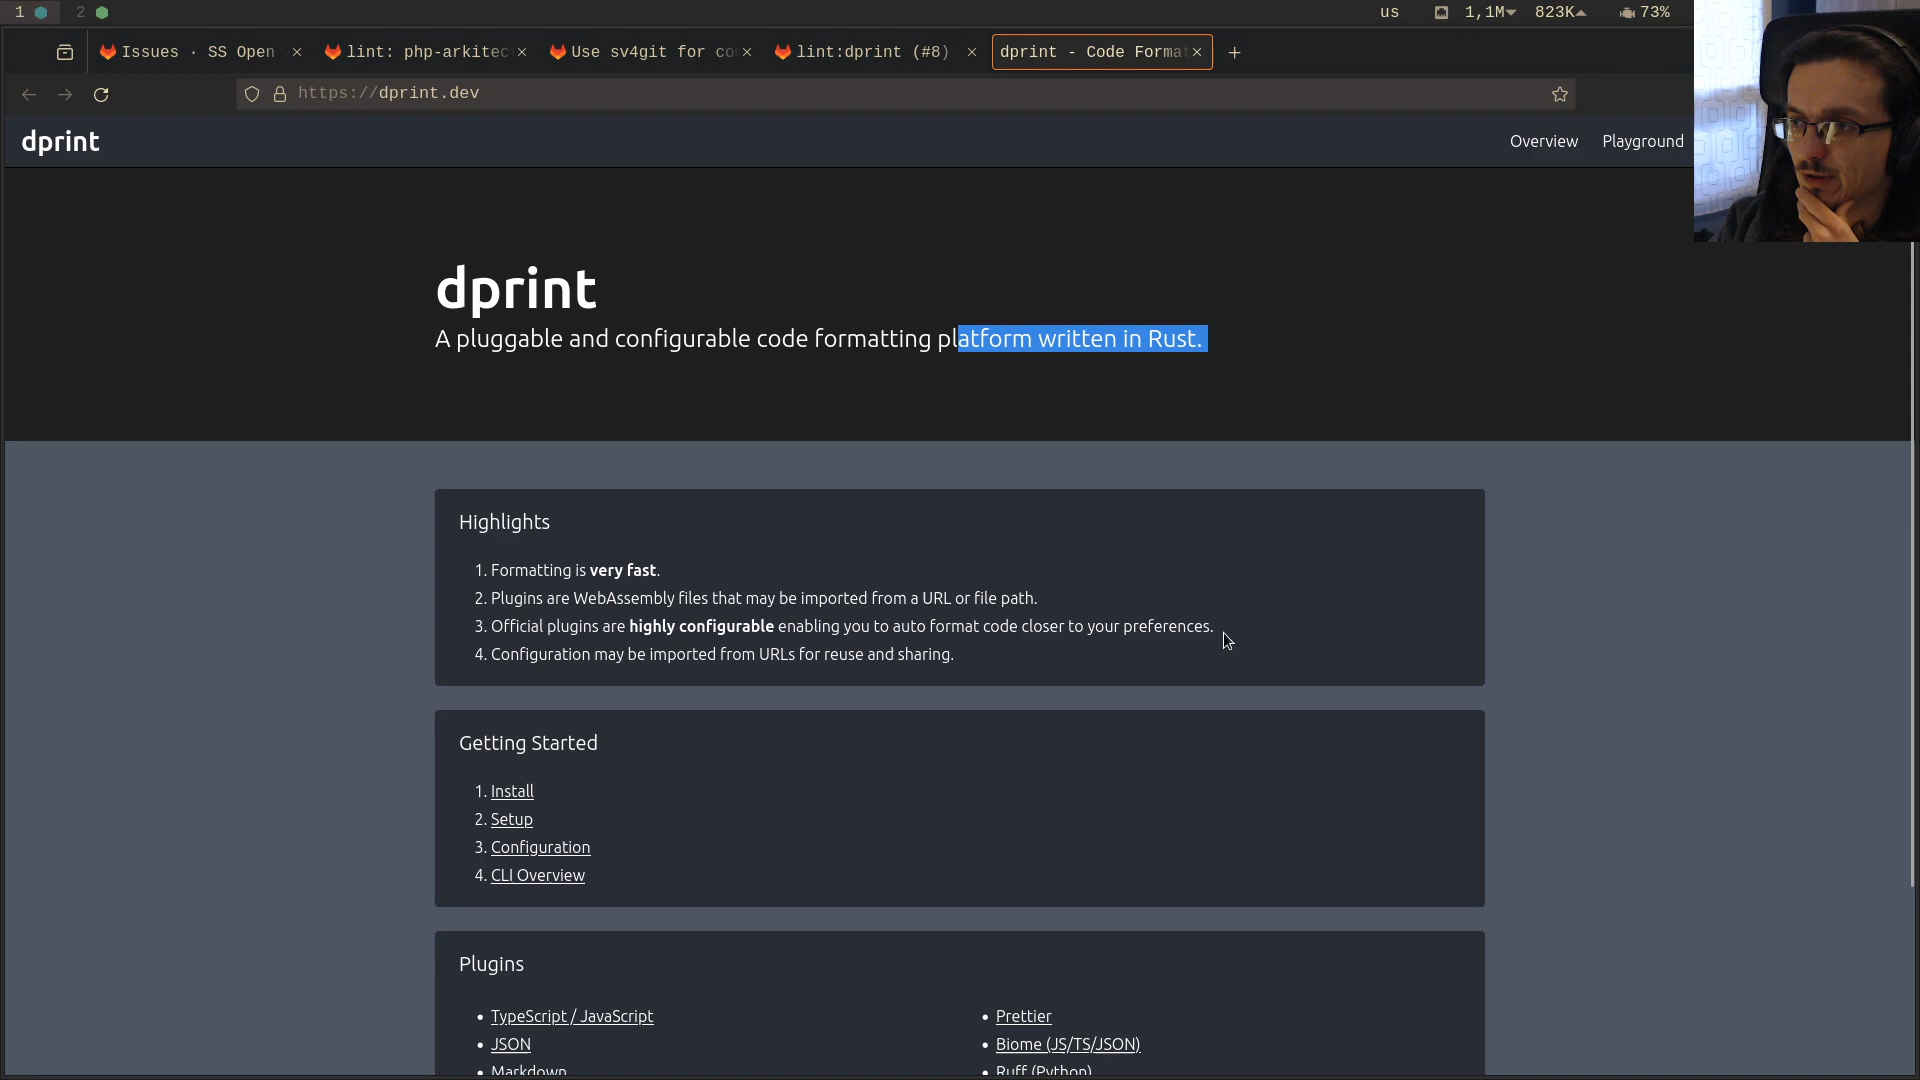 1 2 us 1,1M 823K 73%
Issues · SS Open lint: php-arkitec Use sv4git for co lint:dprint (#8) dprint - Code Format
https://dprint.dev
dprint Overview Playground
dprint
A pluggable and configurable code formatting platform written in Rust.
Highlights
1. Formatting is very fast.
2. Plugins are WebAssembly files that may be imported from a URL or file path.
3. Official plugins are highly configurable enabling you to auto format code closer to your preferences.
4. Configuration may be imported from URLs for reuse and sharing.
Getting Started
1. Install
2. Setup
3. Configuration
4. CLI Overview
Plugins
• TypeScript / JavaScript • Prettier
• JSON • Biome (JS/TS/JSON)
Markdown Ruff (Python)